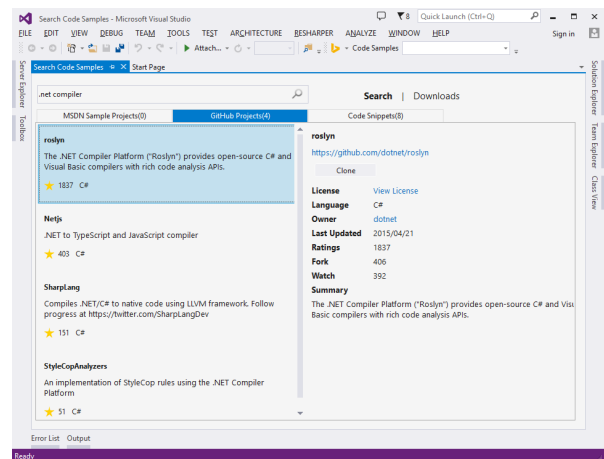 Search Code Samples - Microsoft Visual Studio
8
Quick Launch (Ctrl+Q)
FILE EDIT VIEW DEBUG TEAM TOOLS TEST ARCHITECTURE RESHARPER ANALYZE WINDOW HELP
Sign in
Attach...
Code Samples
Server Explorer
Toolbox
Search Code Samples
Start Page
.net compiler
Search | Downloads
MSDN Sample Projects(0)
GitHub Projects(4)
Code Snippets(8)
roslyn
The .NET Compiler Platform ("Roslyn") provides open-source C# and
Visual Basic compilers with rich code analysis APIs.
1837 C#
Netjs
.NET to TypeScript and JavaScript compiler
403 C#
SharpLang
Compiles .NET/C# to native code using LLVM framework. Follow
progress at https://twitter.com/SharpLangDev
151 C#
StyleCopAnalyzers
An implementation of StyleCop rules using the .NET Compiler
Platform
51 C#
roslyn
https://github.com/dotnet/roslyn
Clone
License View License
Language C#
Owner dotnet
Last Updated 2015/04/21
Ratings 1837
Fork 406
Watch 392
Summary
The .NET Compiler Platform ("Roslyn") provides open-source C# and Visu
Basic compilers with rich code analysis APIs.
Solution Explorer
Team Explorer
Class View
Error List Output
Ready